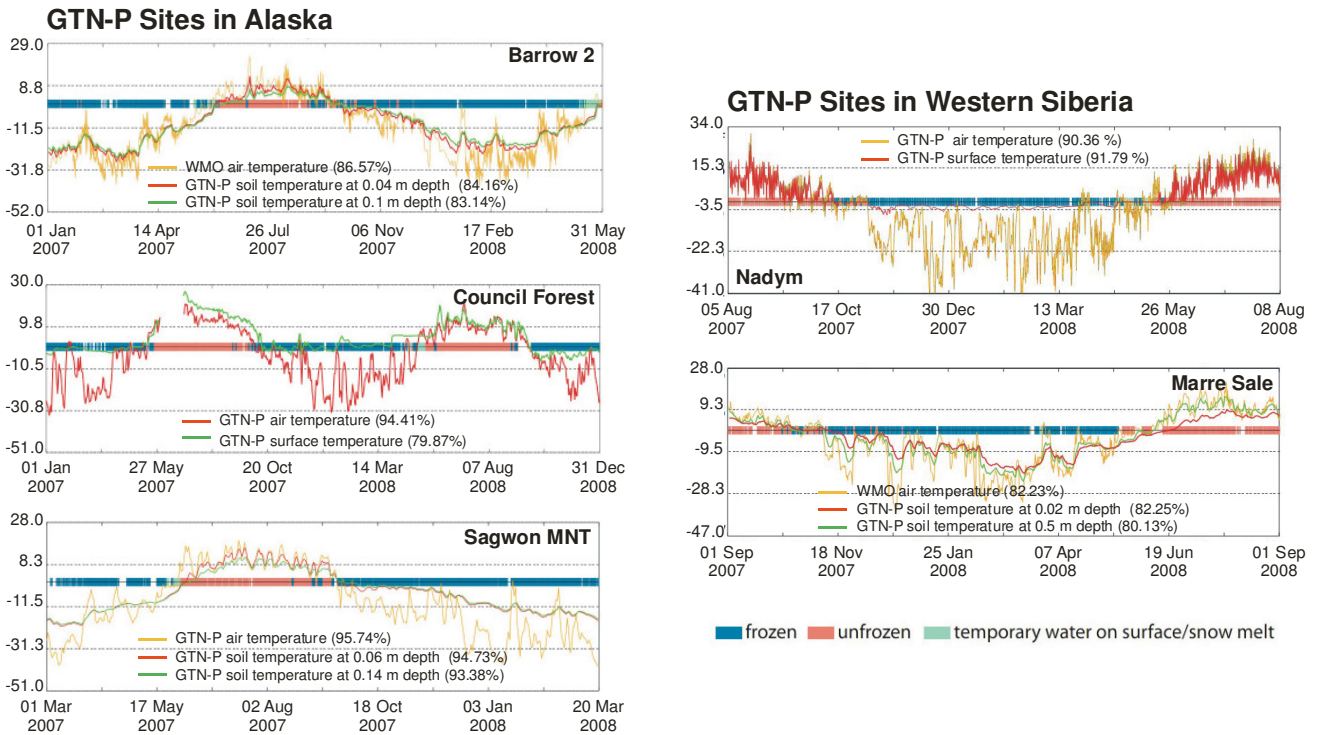 GTN-P Sites in Alaska
Barrow 2
29.0
8.8
-11.5
-31.8
-52.0
WMO air temperature (86.57%)
GTN-P soil temperature at 0.04 m depth (84.16%)
GTN-P soil temperature at 0.1 m depth (83.14%)
01 Jan 14 Apr 26 Jul 06 Nov 17 Feb 31 May
2007 2007 2007 2007 2008 2008
Council Forest
30.0
9.8
-10.5
-30.8
-51.0
GTN-P air temperature (94.41%)
GTN-P surface temperature (79.87%)
01 Jan 27 May 20 Oct 14 Mar 07 Aug 31 Dec
2007 2007 2007 2008 2008 2008
Sagwon MNT
28.0
8.3
-11.5
-31.3
-51.0
GTN-P air temperature (95.74%)
GTN-P soil temperature at 0.06 m depth (94.73%)
GTN-P soil temperature at 0.14 m depth (93.38%)
01 Mar 17 May 02 Aug 18 Oct 03 Jan 20 Mar
2007 2007 2007 2007 2008 2008
GTN-P Sites in Western Siberia
34.0
15.3
-3.5
-22.3
-41.0
GTN-P air temperature (90.36 %)
GTN-P surface temperature (91.79 %)
Nadym
05 Aug 17 Oct 30 Dec 13 Mar 26 May 08 Aug
2007 2007 2007 2008 2008 2008
Marre Sale
28.0
9.3
-9.5
-28.3
-47.0
WMO air temperature (82.23%)
GTN-P soil temperature at 0.02 m depth (82.25%)
GTN-P soil temperature at 0.5 m depth (80.13%)
01 Sep 18 Nov 25 Jan 07 Apr 19 Jun 01 Sep
2007 2007 2008 2008 2008 2008
frozen unfrozen temporary water on surface/snow melt